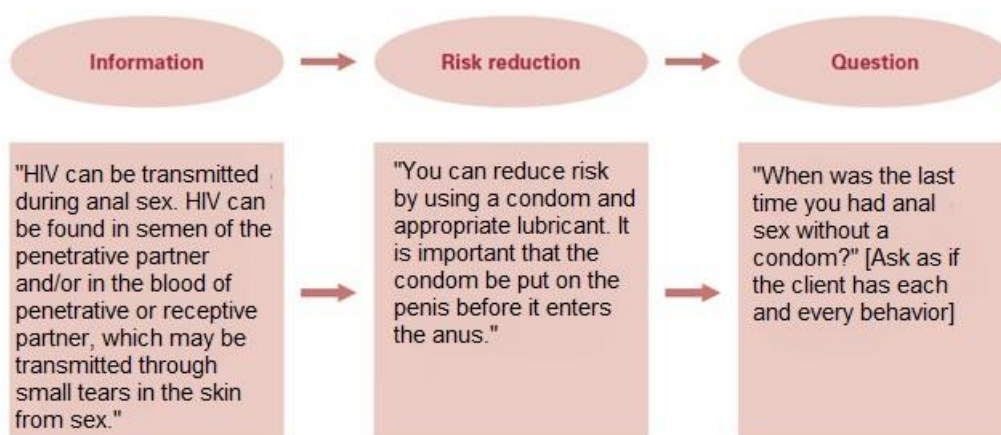 Information
Risk reduction
Question
"HIV can be transmitted
during anal sex. HIV can
be found in semen of the
penetrative partner
and/or in the blood of
penetrative or receptive
partner, which may be
transmitted through
small tears in the skin
from sex."
"You can reduce risk
by using a condom and
appropriate lubricant. It
is important that the
condom be put on the
penis before it enters
the anus."
"When was the last
time you had anal
sex without a
condom?" [Ask as if
the client has each
and every behavior]